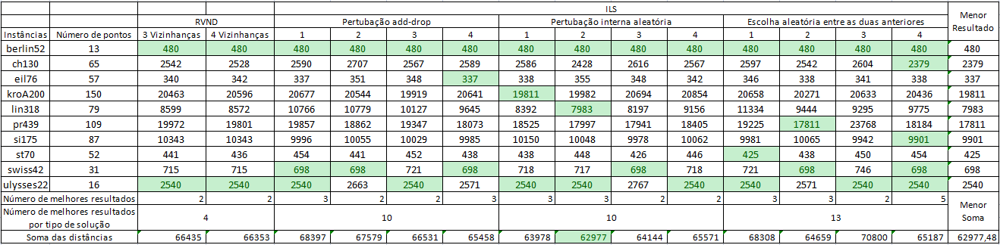 ILS
RVND Pertubação add-drop Pertubação interna aleatória Escolha aleatória entre as duas anteriores Menor Resultado
Instâncias Número de pontos 3 Vizinhanças 4 Vizinhanças 1 2 3 4 1 2 3 4 1 2 3 4
berlin52 13 480 480 480 480 480 480 480 480 480 480 480 480 480 480 480
ch130 65 2542 2528 2590 2707 2567 2589 2586 2428 2616 2567 2597 2542 2604 2379 2379
eil76 57 340 342 337 351 348 337 338 355 348 342 346 338 341 338 337
kroA200 150 20463 20596 20677 20544 19919 20641 19811 19982 20694 20854 20658 20271 20633 20436 19811
lin318 79 8599 8572 10766 10779 10127 9645 8392 7983 8197 9156 11334 9444 9295 9775 7983
pr439 109 19972 19801 19857 18862 19347 18073 18525 17997 17941 18405 19225 17811 23768 18184 17811
si175 87 10343 10343 9996 10055 10029 9985 10150 10048 9978 10062 9981 10065 9942 9901 9901
st70 52 441 436 454 441 452 438 438 448 426 446 425 438 450 454 425
swiss42 31 715 715 698 698 721 698 718 717 698 718 721 698 746 698 698
ulysses22 16 2540 2540 2540 2663 2540 2571 2540 2540 2767 2540 2540 2571 2540 2540 2540
Número de melhores resultados 2 2 3 2 2 3 3 3 2 2 3 3 2 5 Menor Soma
Número de melhores resultados por tipo de solução 4 10 10 13
Soma das distâncias 66435 66353 68397 67579 66531 65458 63978 62977 64144 65571 68308 64659 70800 65187 62977,48